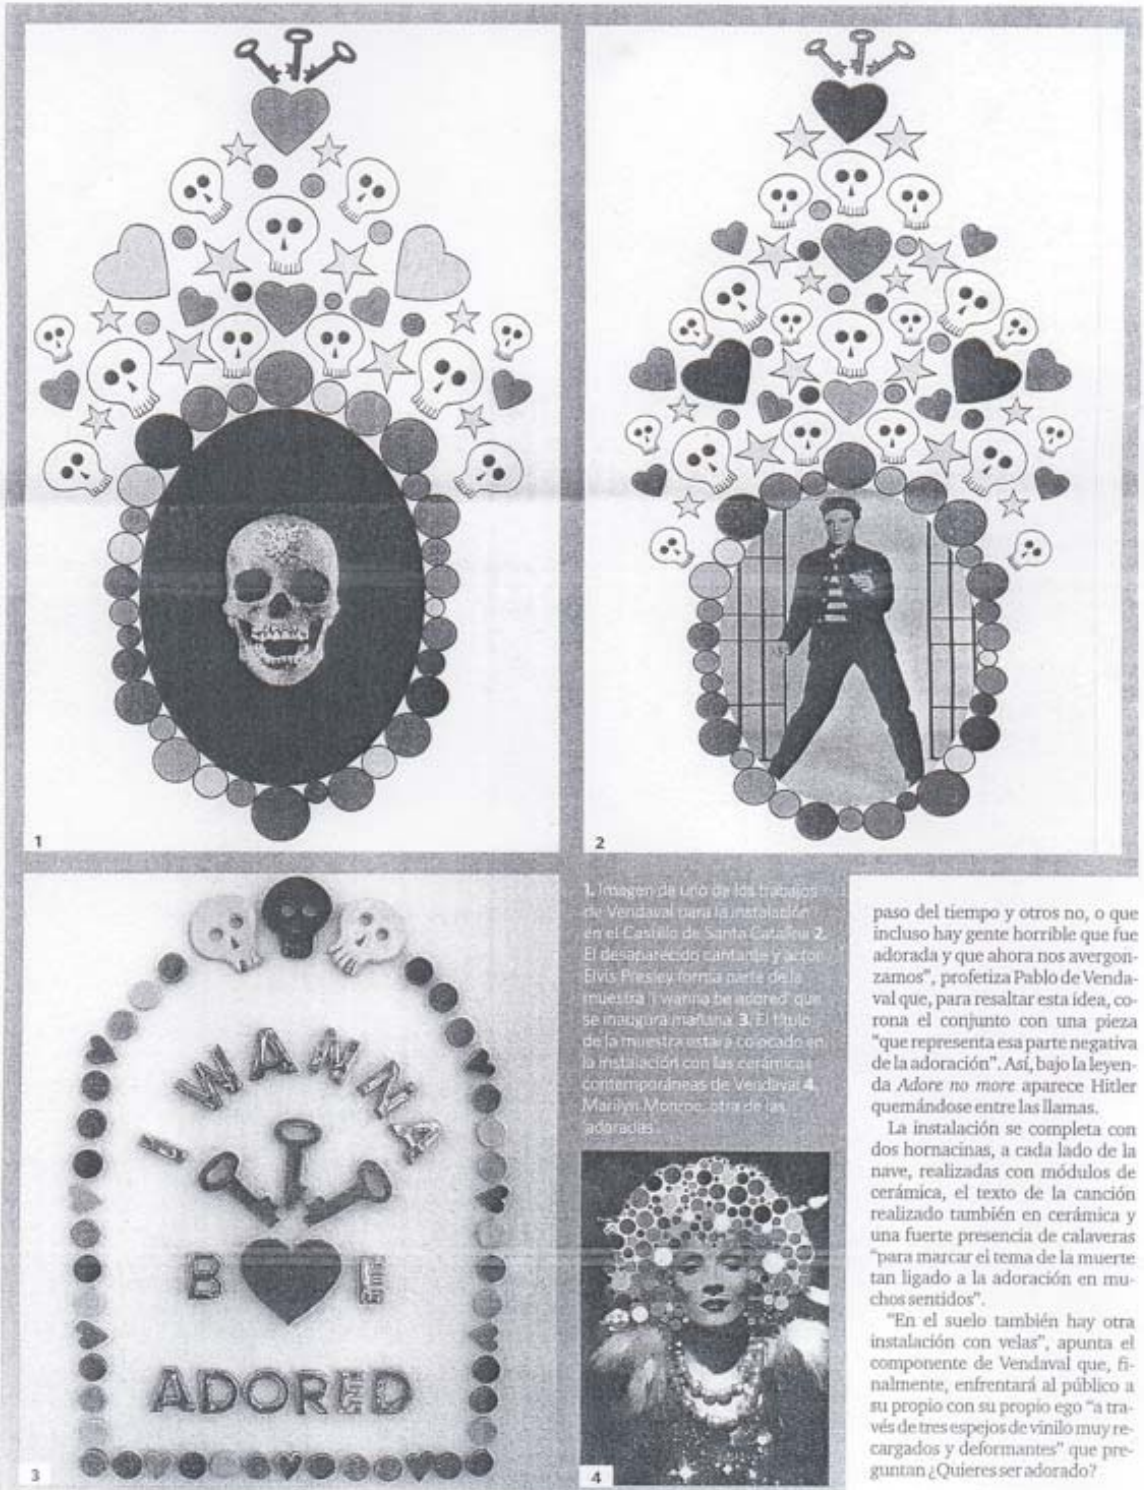 1
2
I WANNA
B E
ADORED
3
1. Imagen de uno de los trabajos
de Vendaval para la instalación
en el Castillo de Santa Catalina 2.
El desaparecido cantante y actor
Elvis Presley forma parte de la
muestra 'I wanna be adored' que
se inaugura mañana. 3. El título
de la muestra estará colocado en
la instalación con las cerámicas
contemporáneas de Vendaval 4.
Marilyn Monroe, otra de las
adoradas.
4
paso del tiempo y otros no, o que
incluso hay gente horrible que fue
adorada y que ahora nos avergon-
zamos", profetiza Pablo de Venda-
val que, para resaltar esta idea, co-
rona el conjunto con una pieza
"que representa esa parte negativa
de la adoración". Así, bajo la leyen-
da Adore no more aparece Hitler
quemándose entre las llamas.
La instalación se completa con
dos hornacinas, a cada lado de la
nave, realizadas con módulos de
cerámica, el texto de la canción
realizado también en cerámica y
una fuerte presencia de calaveras
"para marcar el tema de la muerte
tan ligado a la adoración en mu-
chos sentidos".
"En el suelo también hay otra
instalación con velas", apunta el
componente de Vendaval que, fi-
nalmente, enfrentará al público a
su propio con su propio ego "a tra-
vés de tres espejos de vinilo muy re-
cargados y deformantes" que pre-
guntan ¿Quieres ser adorado?